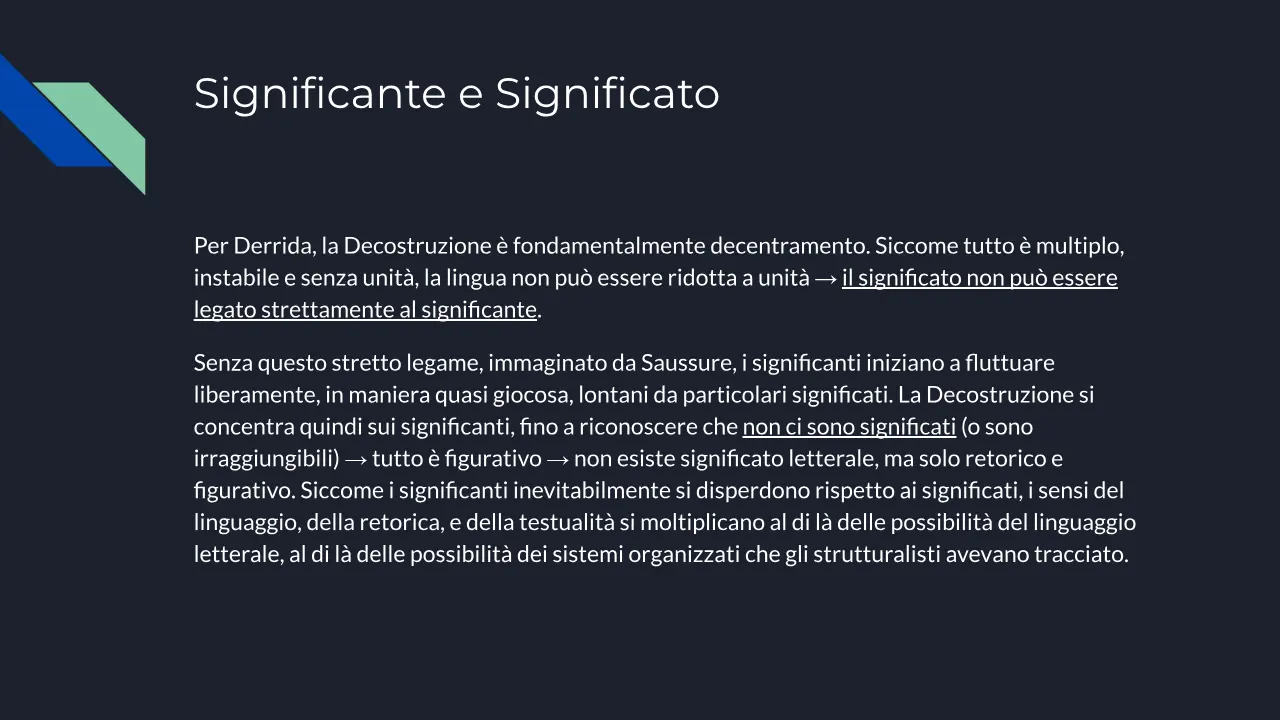 Significante e Significato
Per Derrida, la Decostruzione è fondamentalmente decentramento. Siccome tutto è multiplo,
instabile e senza unità, la lingua non può essere ridotta a unità → il significato non può essere
legato strettamente al significante.
Senza questo stretto legame, immaginato da Saussure, i significanti iniziano a fluttuare
liberamente, in maniera quasi giocosa, lontani da particolari significati. La Decostruzione si
concentra quindi sui significanti, fino a riconoscere che non ci sono significati (o sono
irraggiungibili) → tutto è figurativo → non esiste significato letterale, ma solo retorico e
figurativo. Siccome i significanti inevitabilmente si disperdono rispetto ai significati, i sensi del
linguaggio, della retorica, e della testualità si moltiplicano al di là delle possibilità del linguaggio
letterale, al di là delle possibilità dei sistemi organizzati che gli strutturalisti avevano tracciato.